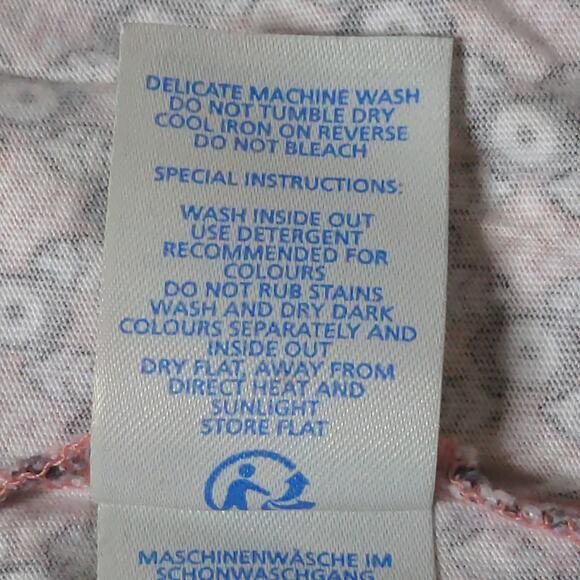 DELICATE MACHINE WASH
DO NOT TUMBLE DRY
COOL IRON ON REVERSE
DO NOT BLEACH
SPECIAL INSTRUCTIONS:
WASH INSIDE OUT
USE DETERGENT
RECOMMENDED FOR
COLOURS
DO NOT RUB STAINS
WASH AND DRY DARK
COLOURS SEPARATELY AND
INSIDE OUT
DRY FLAT, AWAY FROM
DIRECT HEAT AND
SUNLIGHT
STORE FLAT
MASCHINENWÄSCHE IM
SCHONWASCHGANG